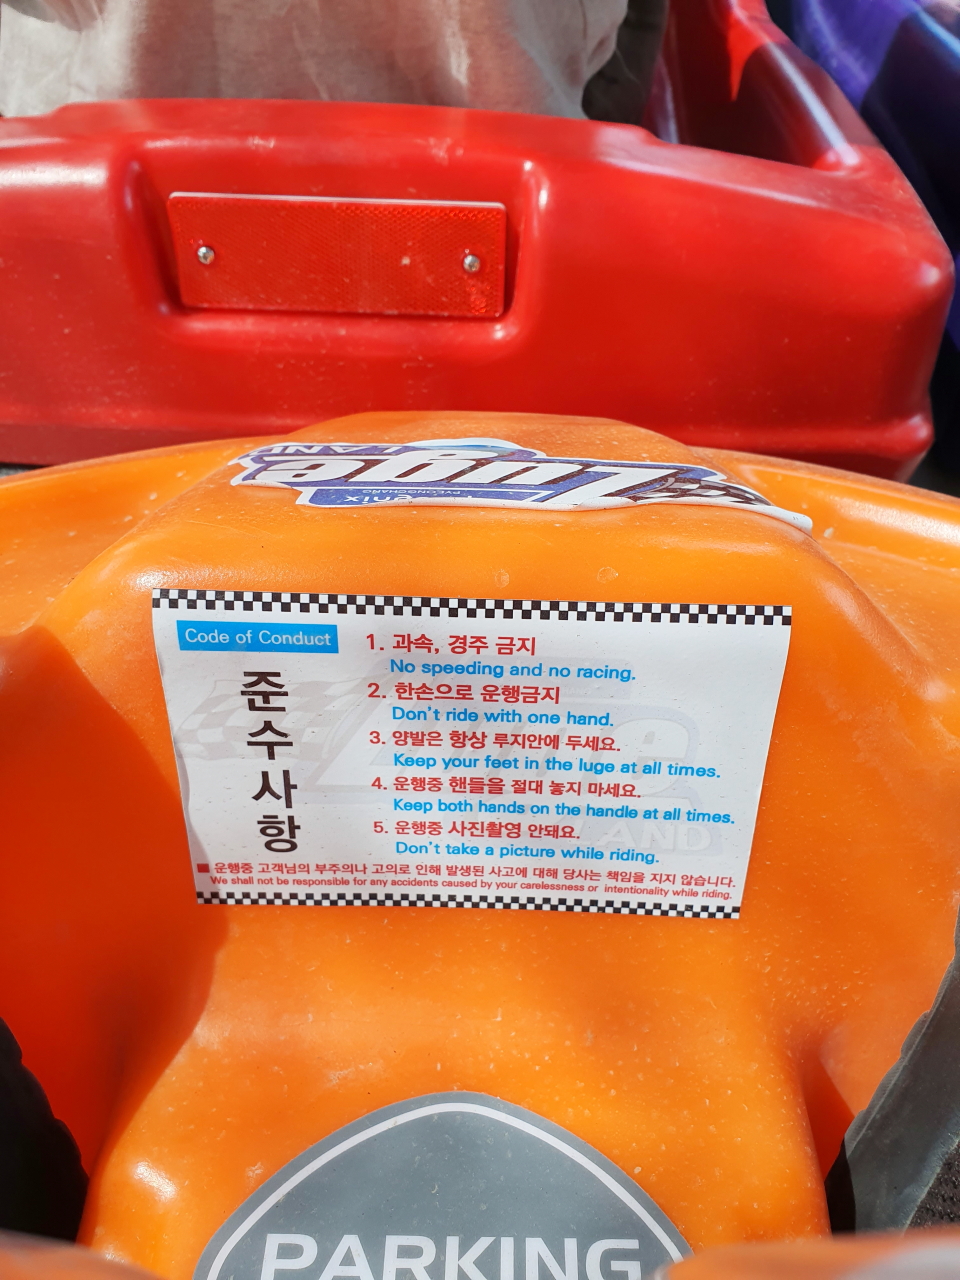 LAND
Luge
PYEONGCHANG
Code of Conduct
준수사항
1. 과속, 경주 금지
No speeding and no racing.
2. 한손으로 운행금지
Don't ride with one hand.
3. 양발은 항상 루지안에 두세요.
Keep your feet in the luge at all times.
4. 운행중 핸들을 절대 놓지 마세요.
Keep both hands on the handle at all times.
5. 운행중 사진촬영 안돼요.
Don't take a picture while riding.
■ 운행중 고객님의 부주의나 고의로 인해 발생된 사고에 대해 당사는 책임을 지지 않습니다.
We shall not be responsible for any accidents caused by your carelessness or intentionality while riding.
PARKING